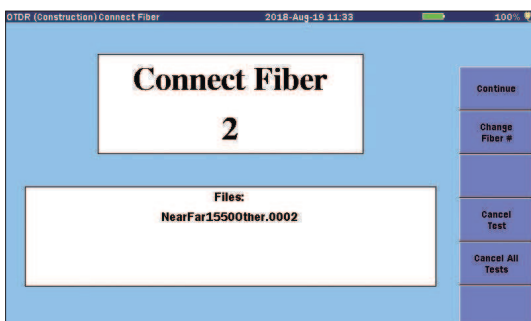 OTDR (Construction) Connect Fiber 2018-Aug-19 11:33 100%
Connect Fiber
2
Files:
NearFar1550Other.0002
Continue
Change
Fiber #
Cancel
Test
Cancel All
Tests